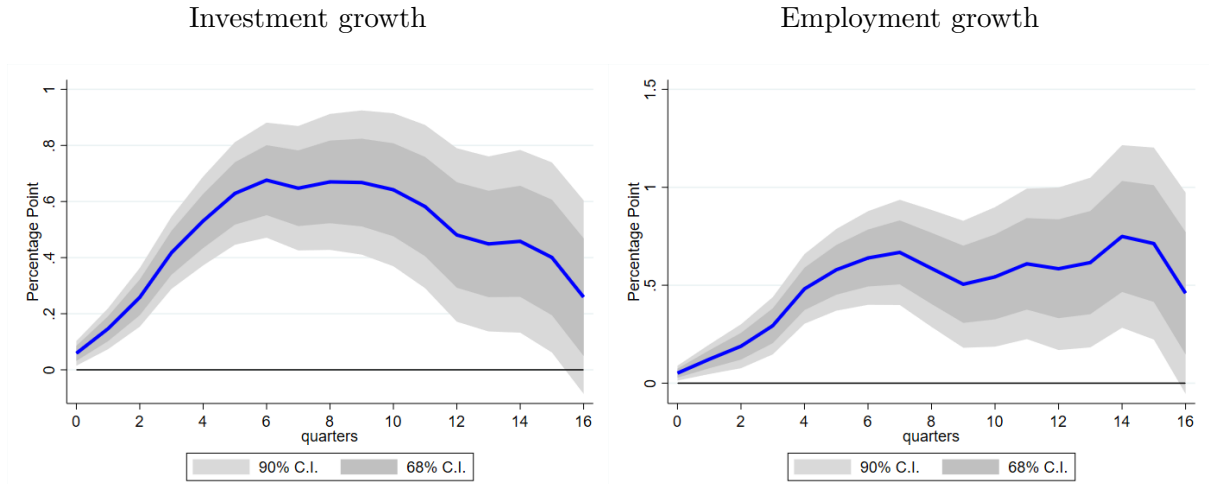 Investment growth
Percentage Point
1
.8
.6
.4
.2
0
0 2 4 6 8 10 12 14 16
quarters
90% C.I. 68% C.I.
Employment growth
Percentage Point
1.5
1
.5
0
0 2 4 6 8 10 12 14 16
quarters
90% C.I. 68% C.I.